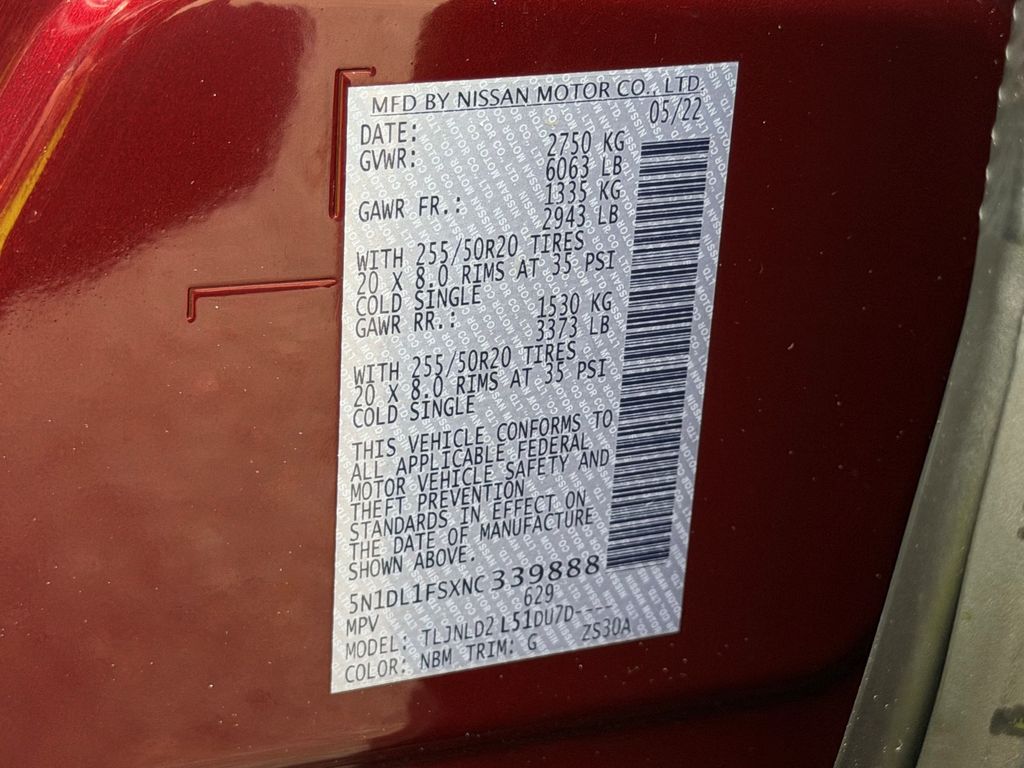 MFD BY NISSAN MOTOR CO., LTD.
DATE: 05/22
GVWR: 2750 KG
6063 LB
GAWR FR.: 1335 KG
2943 LB
WITH 255/50R20 TIRES
20 X 8.0 RIMS AT 35 PSI
COLD SINGLE
GAWR RR.: 1530 KG
3373 LB
WITH 255/50R20 TIRES
20 X 8.0 RIMS AT 35 PSI
COLD SINGLE
THIS VEHICLE CONFORMS TO
ALL APPLICABLE FEDERAL
MOTOR VEHICLE SAFETY AND
THEFT PREVENTION
STANDARDS IN EFFECT ON
THE DATE OF MANUFACTURE
SHOWN ABOVE.
5N1DL1FSXNC339888
MPV 629
MODEL: TLJNLD2 L51DU7D----
COLOR: NBM TRIM: G ZS30A